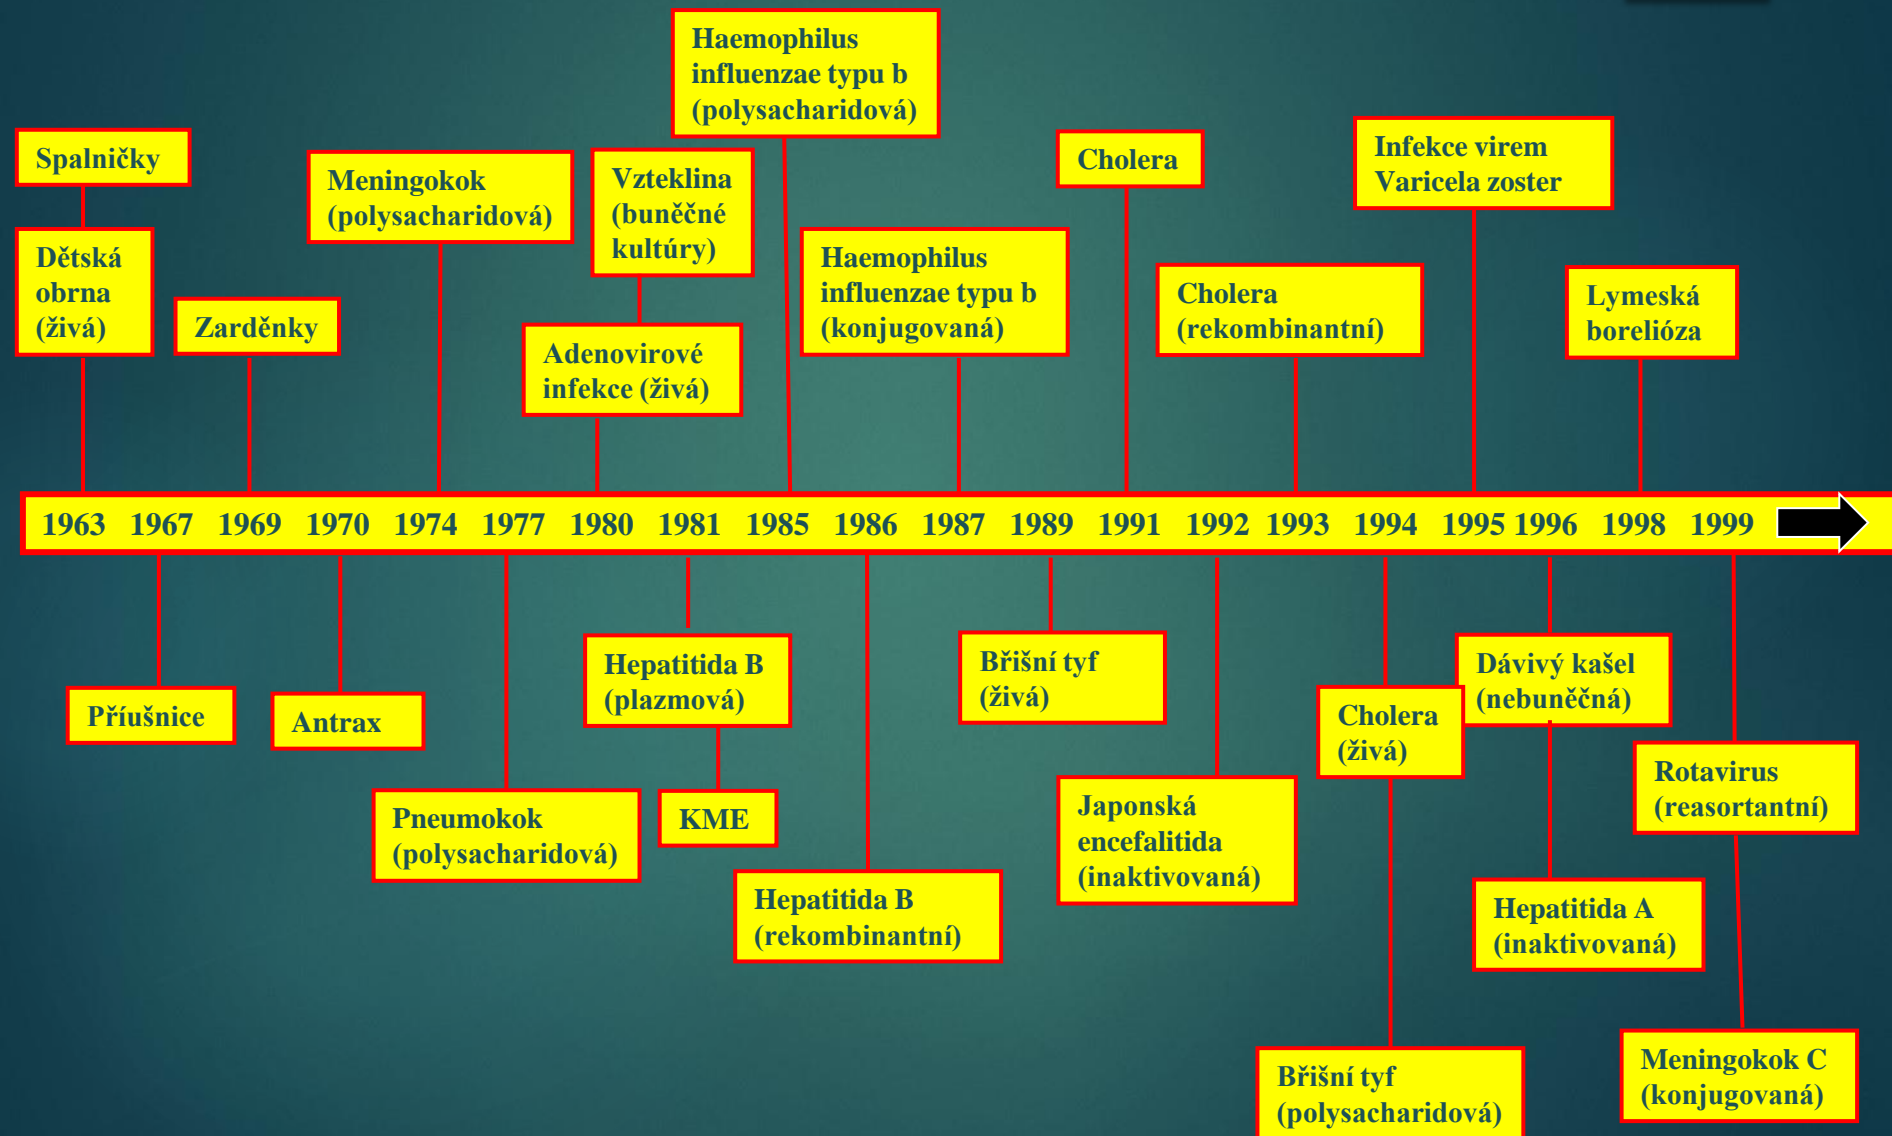 Haemophilus
influenzae typu b
(polysacharidová)
Spalničky
Meningokok
(polysacharidová)
Vzteklina
(buněčné
kultúry)
Cholera
Infekce virem
Varicela zoster
Dětská
obrna
(živá)
Zarděnky
Adenovirové
infekce (živá)
Haemophilus
influenzae typu b
(konjugovaná)
Cholera
(rekombinantní)
Lymeská
borelióza
1963 1967 1969 1970 1974 1977 1980 1981 1985 1986 1987 1989 1991 1992 1993 1994 1995 1996 1998 1999
Příušnice
Antrax
Hepatitida B
(plazmová)
Břišní tyf
(živá)
Cholera
(živá)
Dávivý kašel
(nebuněčná)
Pneumokok
(polysacharidová)
KME
Hepatitida B
(rekombinantní)
Japonská
encefalitida
(inaktivovaná)
Rotavirus
(reasortantní)
Hepatitida A
(inaktivovaná)
Břišní tyf
(polysacharidová)
Meningokok C
(konjugovaná)